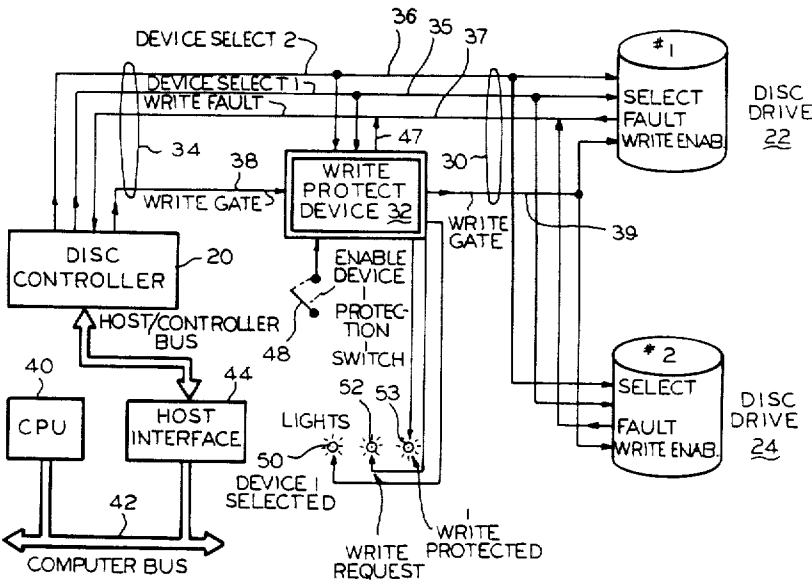 DEVICE SELECT 2
36
35
37
DEVICE SELECT 1
WRITE FAULT
#1
SELECT
FAULT
WRITE ENAB.
DISC
DRIVE
22
34
38
47
30
WRITE GATE
WRITE
PROTECT
DEVICE 32
WRITE
GATE
39
DISC
CONTROLLER
20
HOST/CONTROLLER
BUS
ENABLE
DEVICE
1
PROTEC-
TION
SWITCH
48
40
CPU
44
HOST
INTERFACE
LIGHTS
52
53
50
DEVICE 1
SELECTED
#2
SELECT
FAULT
WRITE ENAB.
DISC
DRIVE
24
42
COMPUTER BUS
WRITE
REQUEST
WRITE
PROTECTED